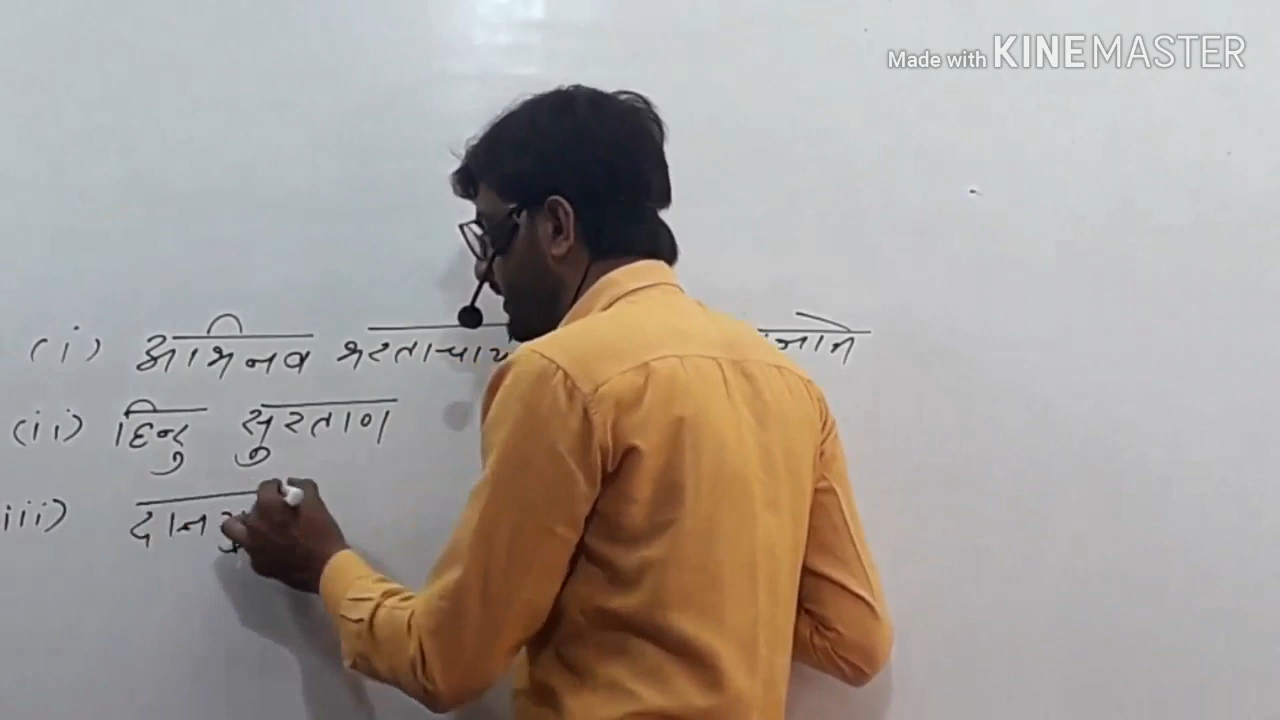 Made with KINEMASTER
(i) अभिनव भरताचा
(ii) हिन्दु सुरताण
iii) दान